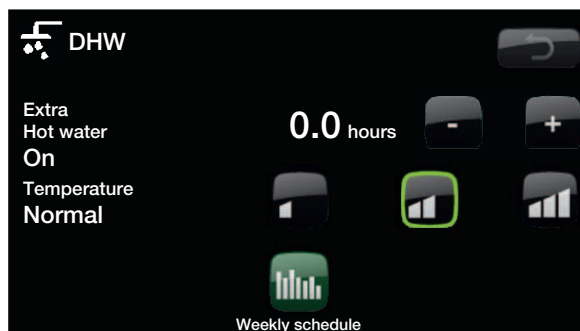 DHW
Extra
Hot water
0.0 hours
- +
On
Temperature
Normal
Weekly schedule